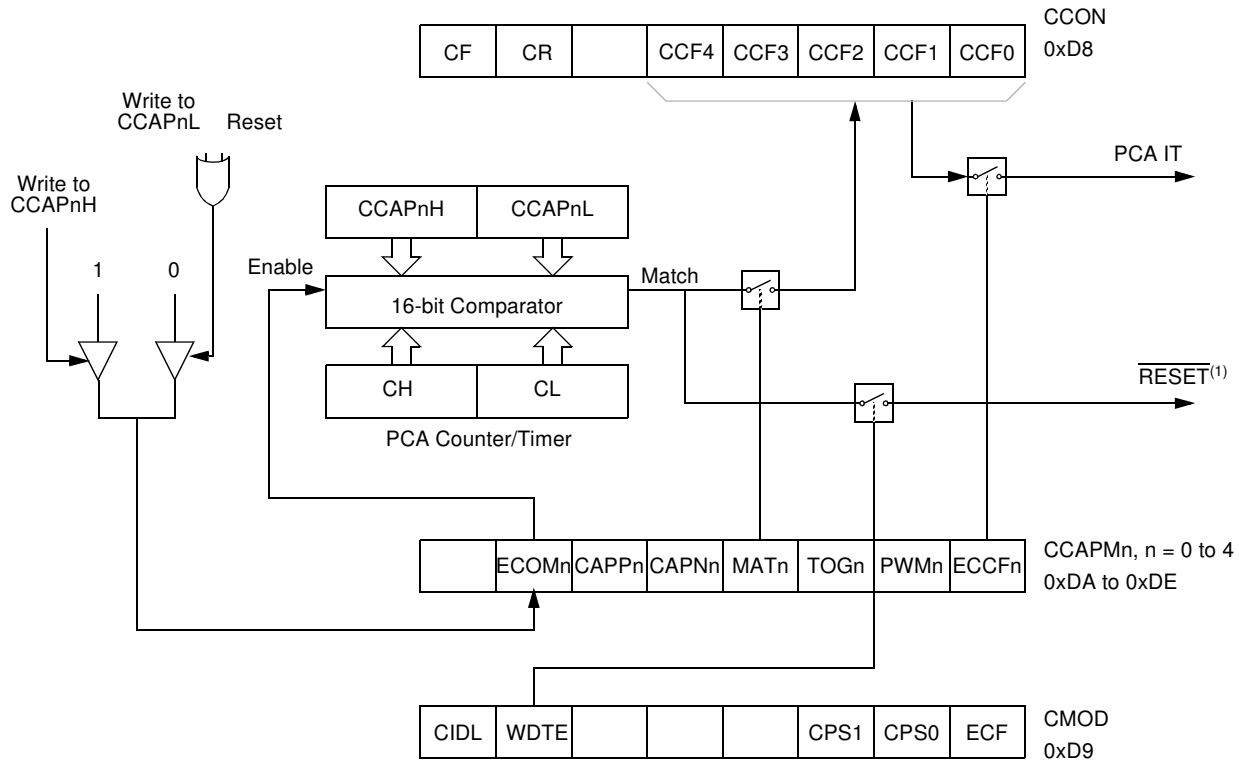 CCON
CF CR CCF4 CCF3 CCF2 CCF1 CCF0
0xD8
Write to
CCAPnL Reset
PCA IT
Write to
CCAPnH
CCAPnH CCAPnL
1 0
Enable
Match
16-bit Comparator
RESET(1)
CH CL
PCA Counter/Timer
ECOMn CAPPn CAPNn MATn TOGn PWMn ECCFn
CCAPMn, n = 0 to 4
0xDA to 0xDE
CIDL WDTE CPS1 CPS0 ECF
CMOD
0xD9